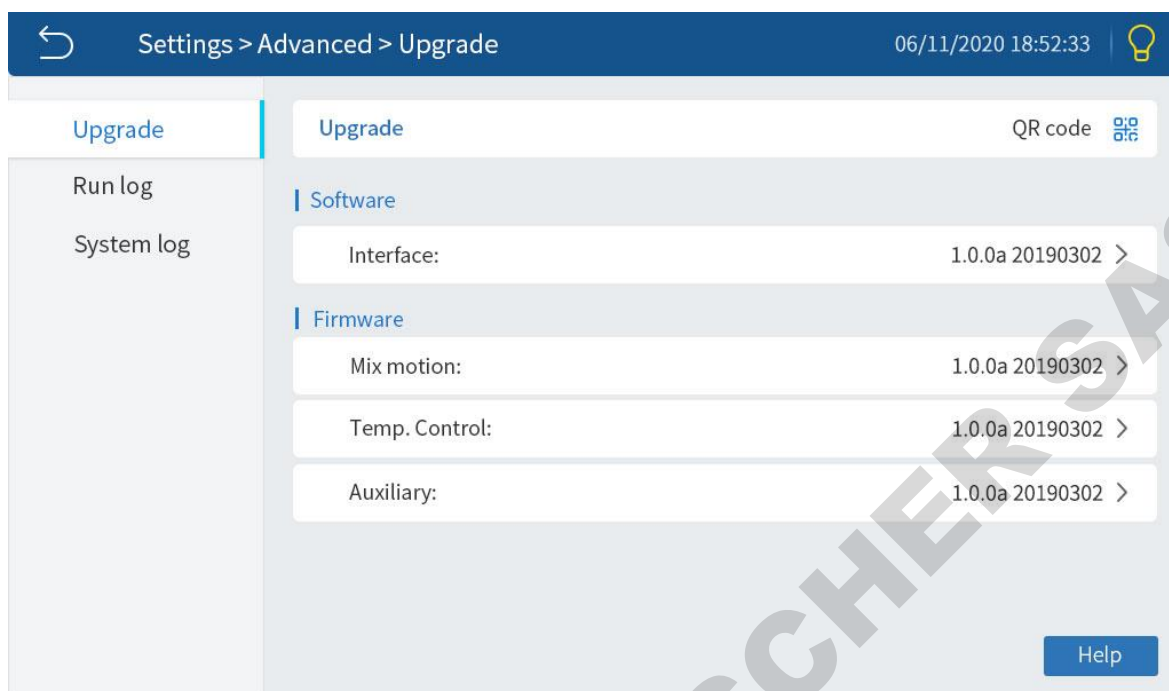 Settings > Advanced > Upgrade 06/11/2020 18:52:33
Upgrade
Run log
System log
Upgrade QR code
Software
Interface: 1.0.0a 20190302 >
Firmware
Mix motion: 1.0.0a 20190302 >
Temp. Control: 1.0.0a 20190302 >
Auxiliary: 1.0.0a 20190302 >
Help